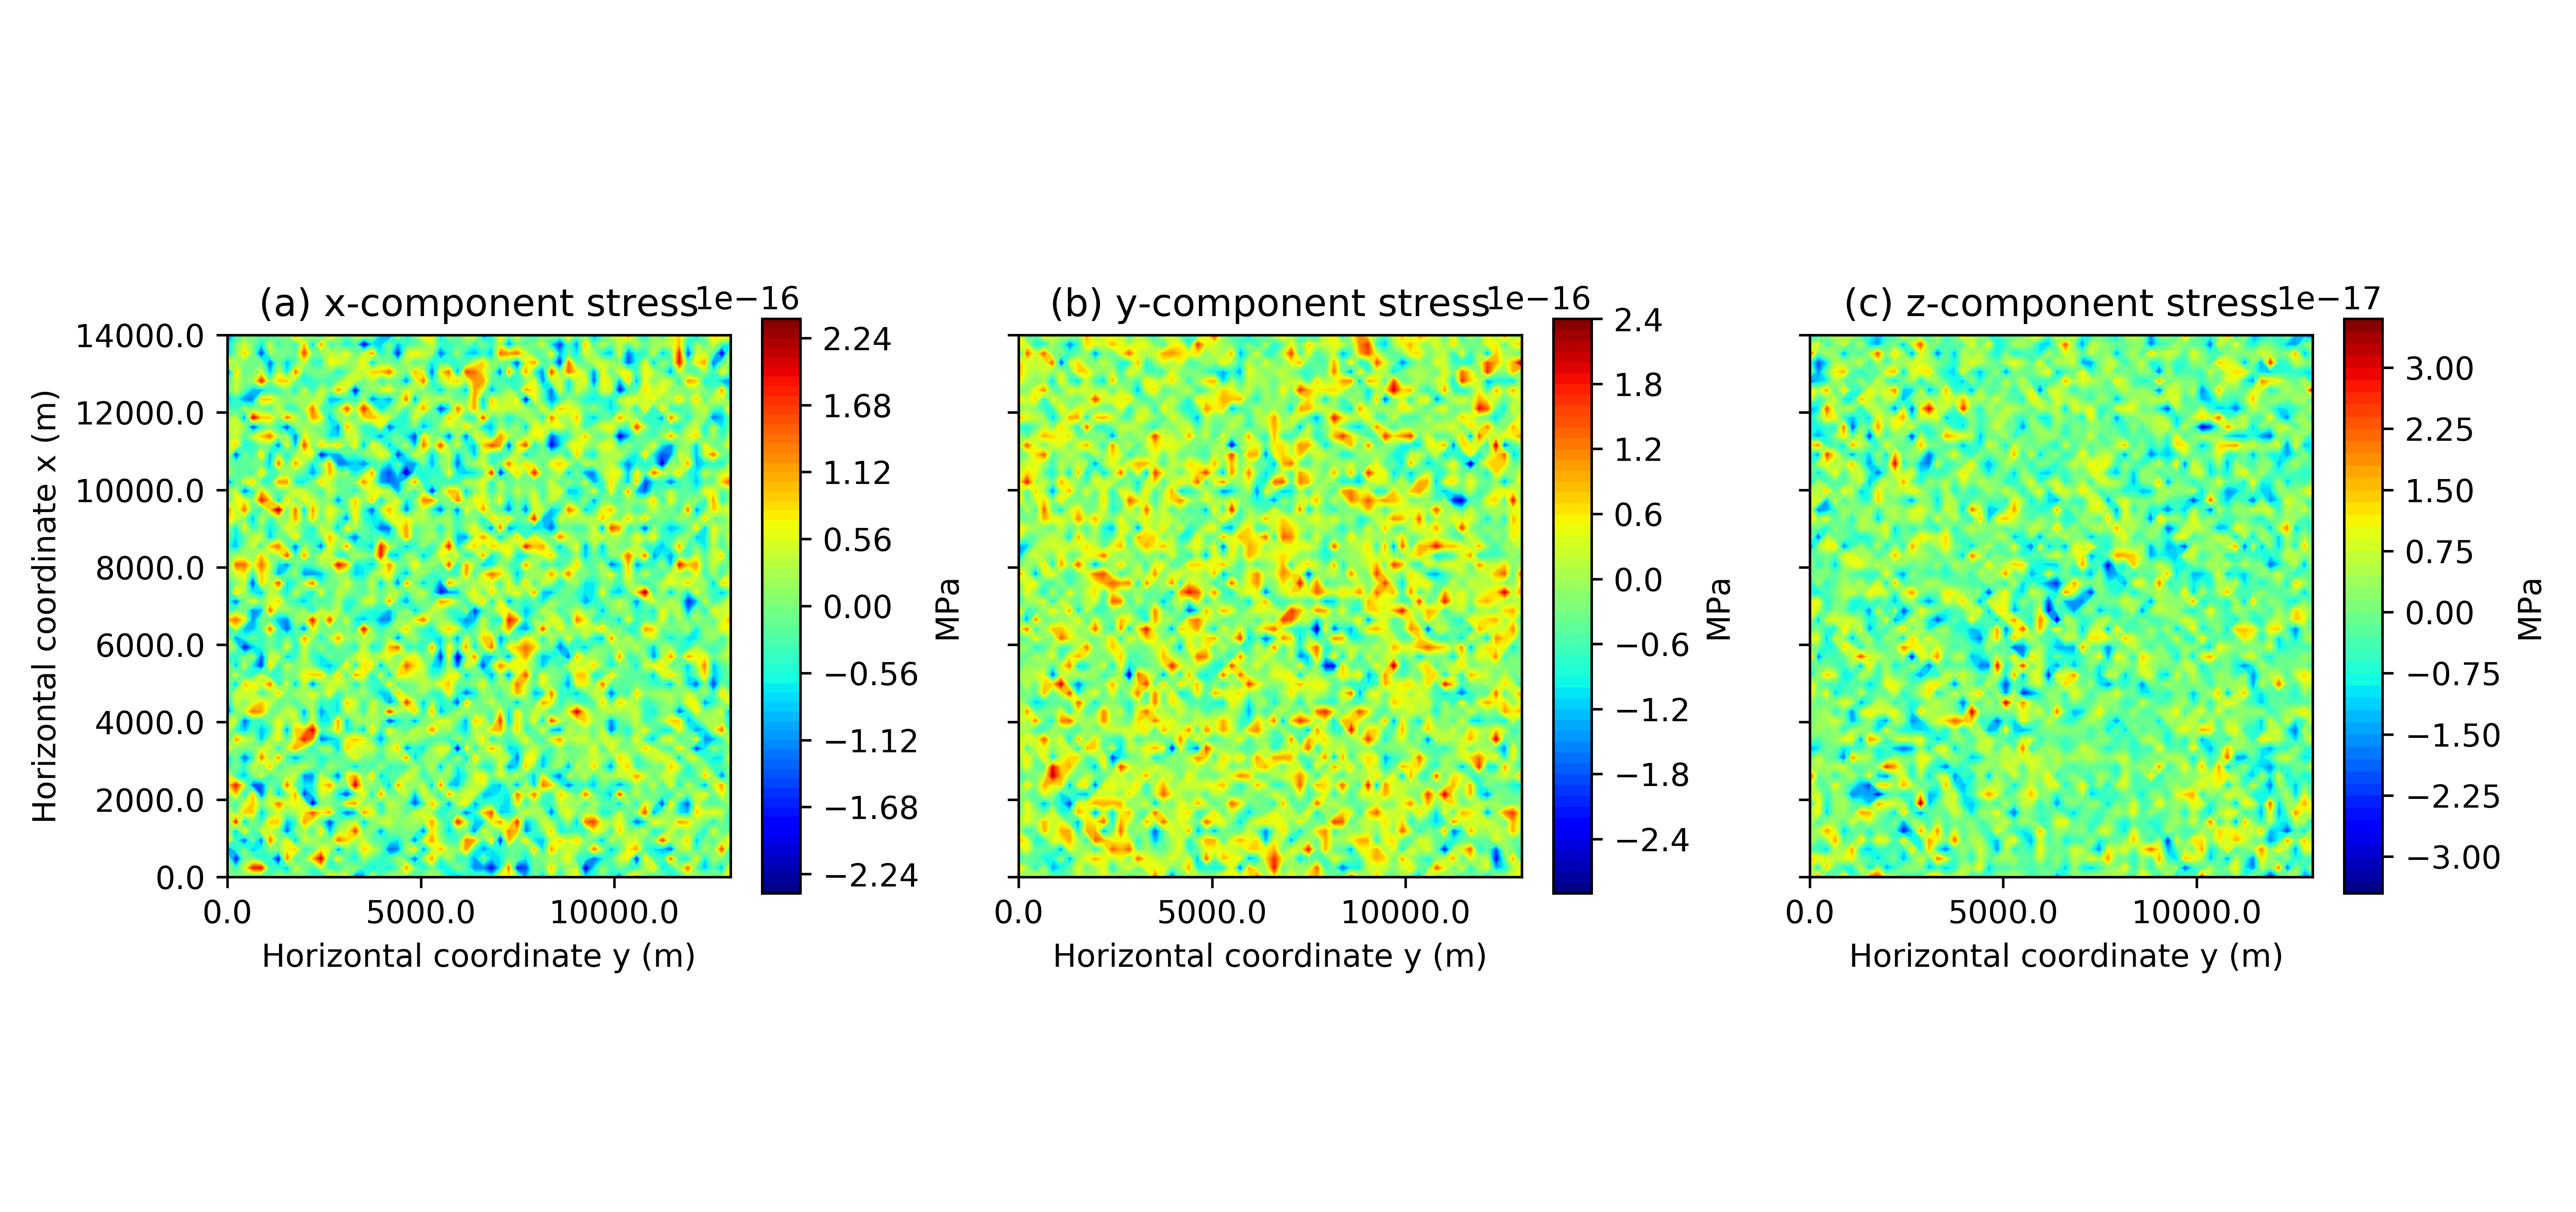 (a) x-component stress
1e−16
14000.0
12000.0
10000.0
8000.0
6000.0
4000.0
2000.0
0.0
Horizontal coordinate x (m)
0.0 5000.0 10000.0
Horizontal coordinate y (m)
2.24
1.68
1.12
0.56
0.00
−0.56
−1.12
−1.68
−2.24
MPa
(b) y-component stress
1e−16
0.0 5000.0 10000.0
Horizontal coordinate y (m)
2.4
1.8
1.2
0.6
0.0
−0.6
−1.2
−1.8
−2.4
MPa
(c) z-component stress
1e−17
0.0 5000.0 10000.0
Horizontal coordinate y (m)
3.00
2.25
1.50
0.75
0.00
−0.75
−1.50
−2.25
−3.00
MPa